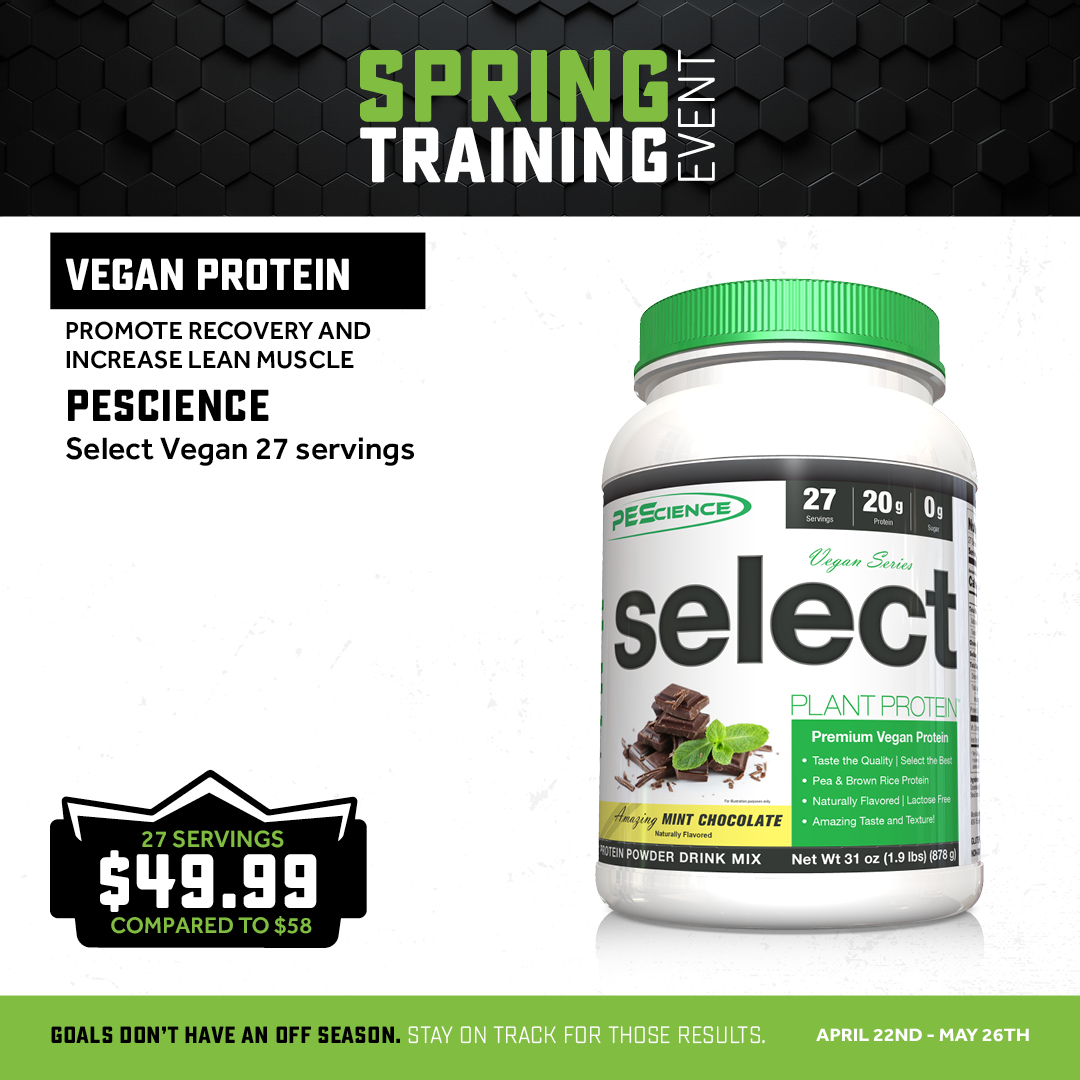 SPRING
TRAINING
EVENT
VEGAN PROTEIN
PROMOTE RECOVERY AND
INCREASE LEAN MUSCLE
PESCIENCE
Select Vegan 27 servings
PEScience
27 20g 0g
Servings Protein Sugar
Vegan Series
select
PLANT PROTEIN
Premium Vegan Protein
• Taste the Quality | Select the Best
• Pea & Brown Rice Protein
• Naturally Flavored | Lactose Free
• Amazing Taste and Texture!
For illustration purposes only.
Amazing MINT CHOCOLATE
Naturally Flavored
PROTEIN POWDER DRINK MIX Net Wt 31 oz (1.9 lbs) (878 g)
27 SERVINGS
$49.99
COMPARED TO $58
GOALS DON'T HAVE AN OFF SEASON. STAY ON TRACK FOR THOSE RESULTS. APRIL 22ND - MAY 26TH